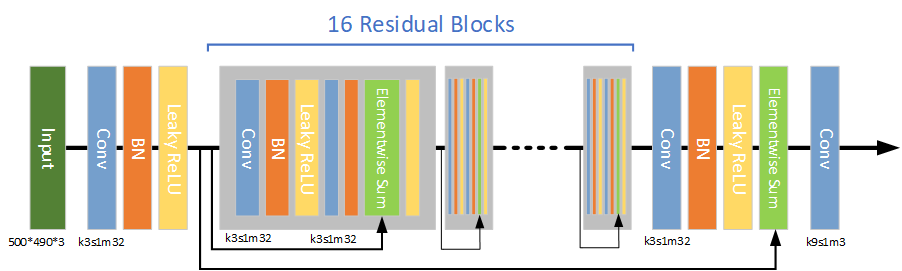 16 Residual Blocks
Input
Conv
BN
Leaky ReLU
Conv
BN
Leaky ReLU
Elementwise Sum
Conv
BN
Leaky ReLU
Elementwise Sum
Conv
500*490*3
k3s1m32
k3s1m32
k3s1m32
k3s1m32
k9s1m3